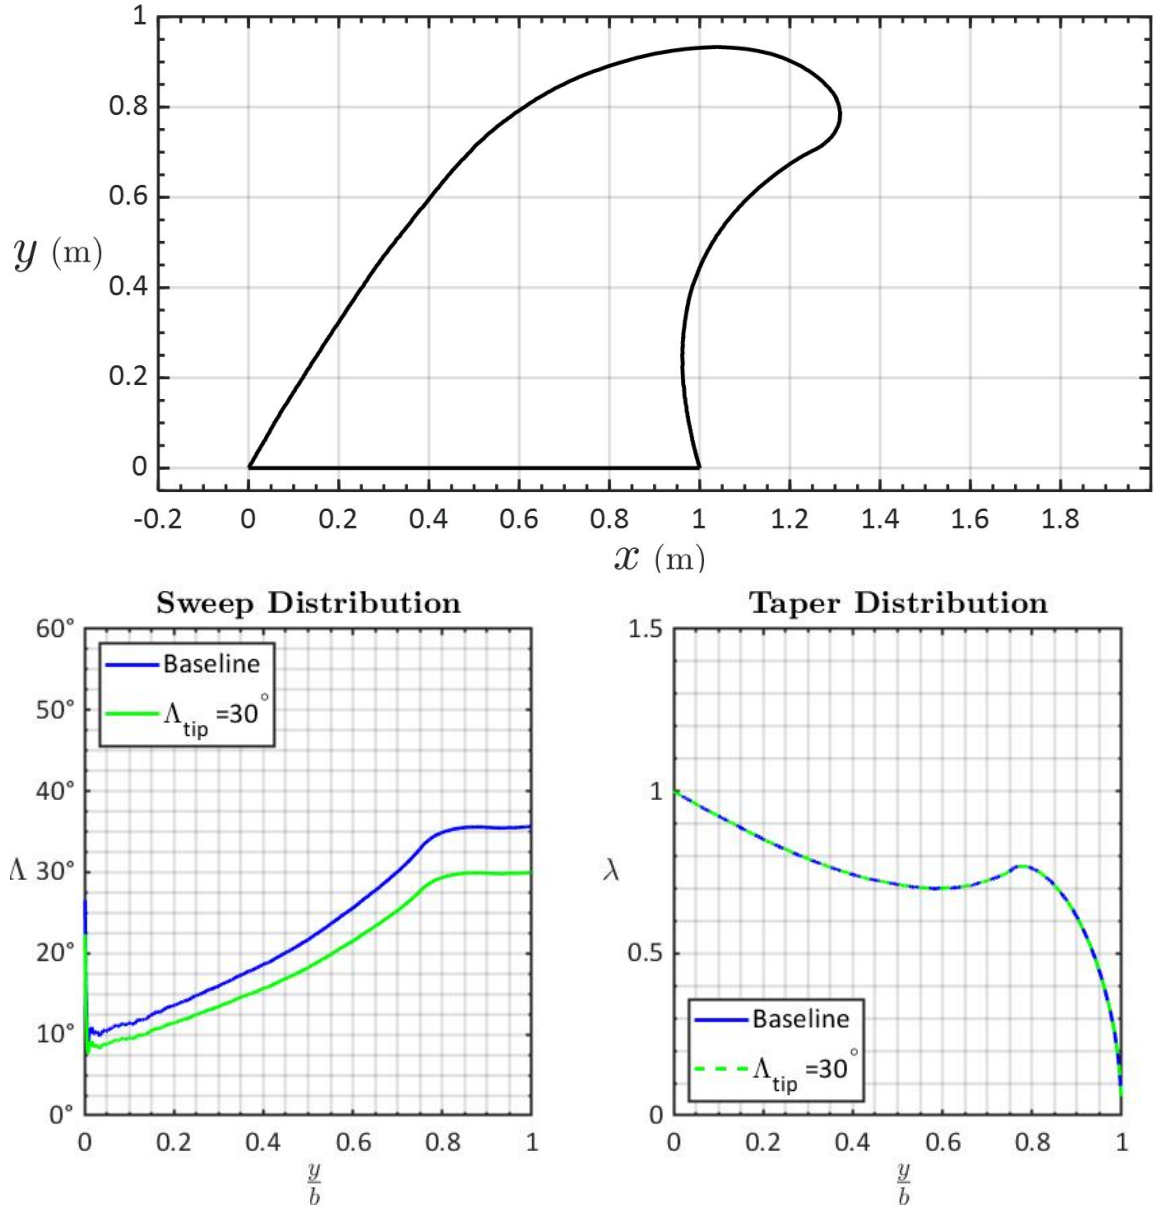 1
0.8
0.6
y (m)
0.4
0.2
0
-0.2 0 0.2 0.4 0.6 0.8 1 1.2 1.4 1.6 1.8
x (m)
Sweep Distribution
60°
50°
40°
Λ 30°
20°
10°
0°
Baseline
Λtip =30°
0 0.2 0.4 0.6 0.8 1
y/b
Taper Distribution
1.5
1
λ
0.5
0
Baseline
Λtip =30°
0 0.2 0.4 0.6 0.8 1
y/b